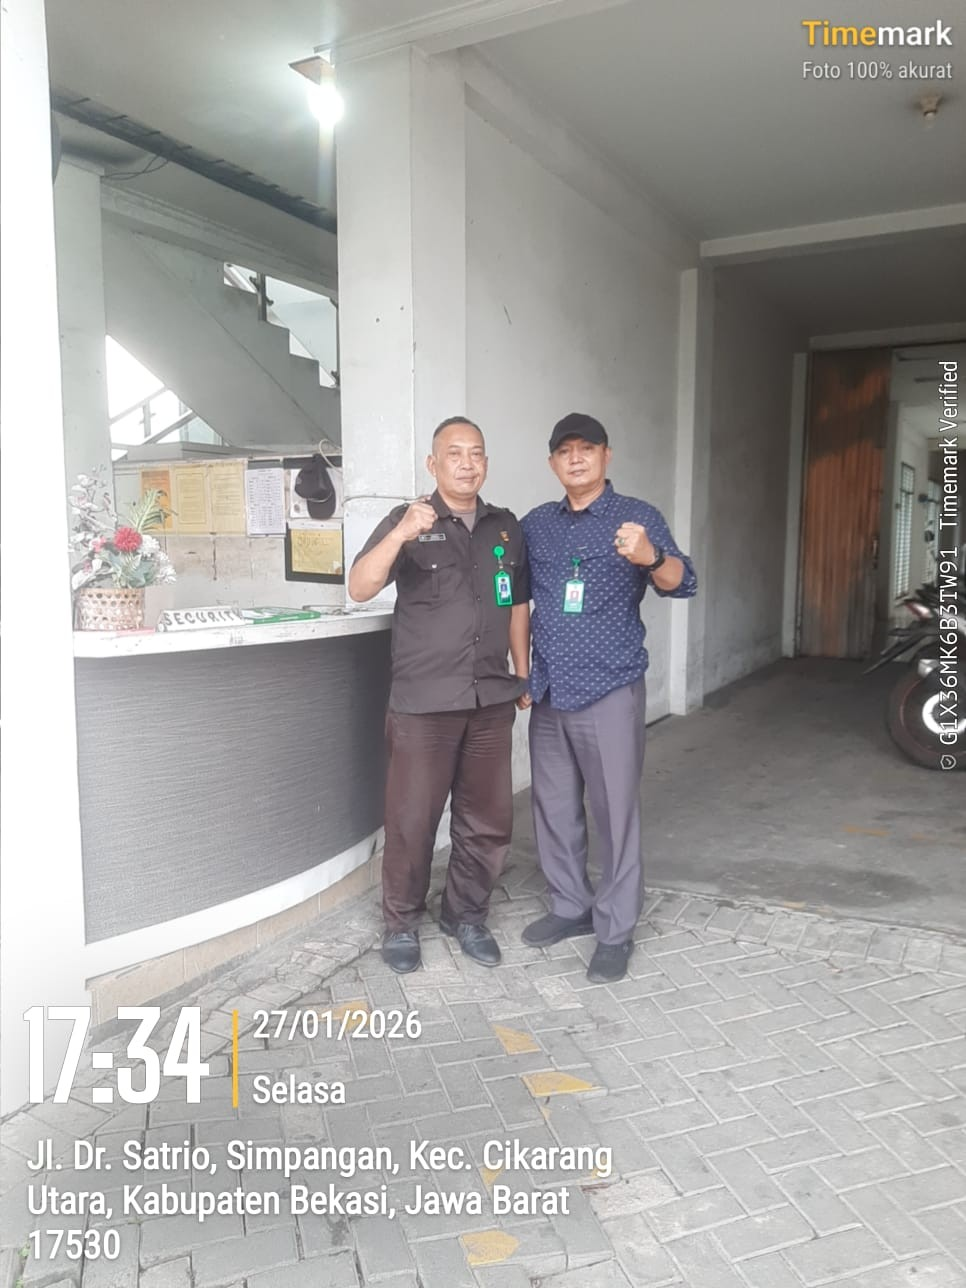 Timemark
Foto 100% akurat
SECURITY
G1X36MK6B3TW91 Timemark Verified
17:34
27/01/2026
Selasa
Jl. Dr. Satrio, Simpangan, Kec. Cikarang
Utara, Kabupaten Bekasi, Jawa Barat
17530